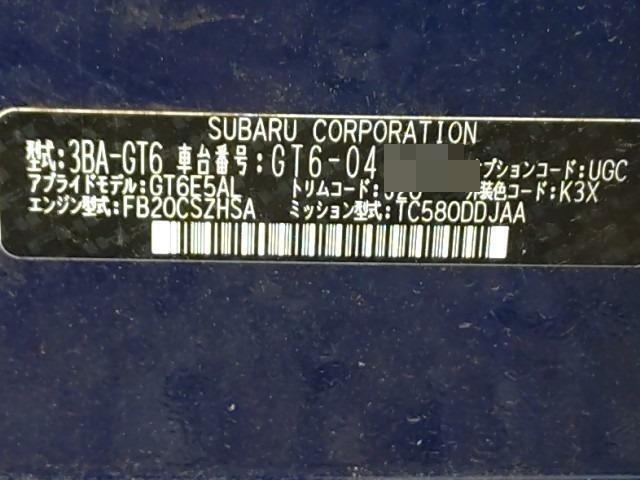 SUBARU CORPORATION
型式:3BA-GT6 車台番号:GT6-04 プションコード:UGC
アプライドモデル:GT6E5AL トリムコード: 外装色コード:K3X
エンジン型式:FB20CSZHSA ミッション型式:TC580DDJAA